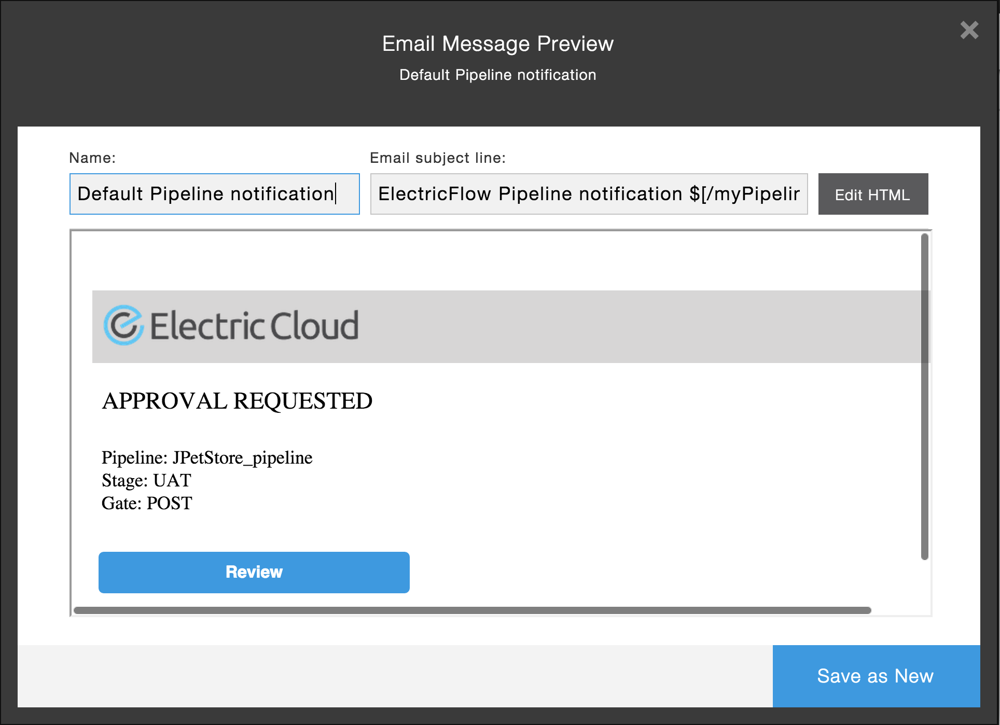 Email Message Preview
Default Pipeline notification
Name:
Email subject line:
Default Pipeline notification
ElectricFlow Pipeline notification $[/myPipelin
Edit HTML
Electric Cloud
APPROVAL REQUESTED
Pipeline: JPetStore_pipeline
Stage: UAT
Gate: POST
Review
Save as New